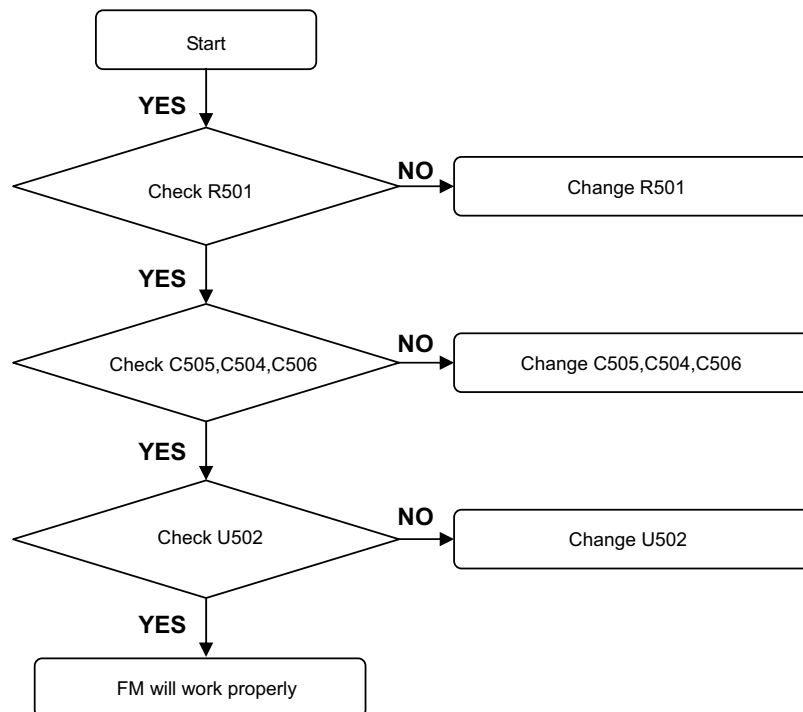 Start
YES
Check R501
NO
Change R501
YES
Check C505,C504,C506
NO
Change C505,C504,C506
YES
Check U502
NO
Change U502
YES
FM will work properly